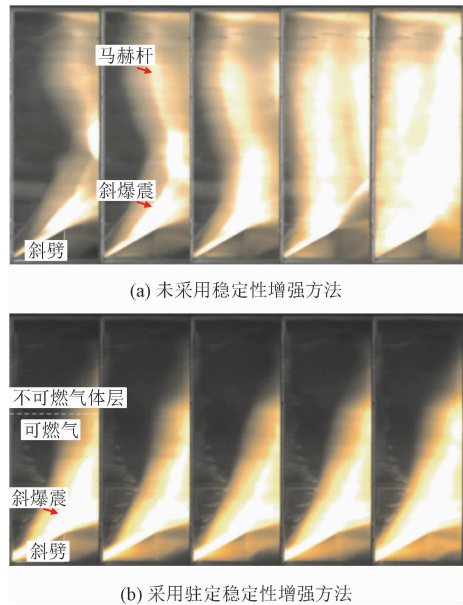 马赫杆
斜爆震
斜劈
(a) 未采用稳定性增强方法
不可燃气体层
可燃气
斜爆震
斜劈
(b) 采用驻定稳定性增强方法